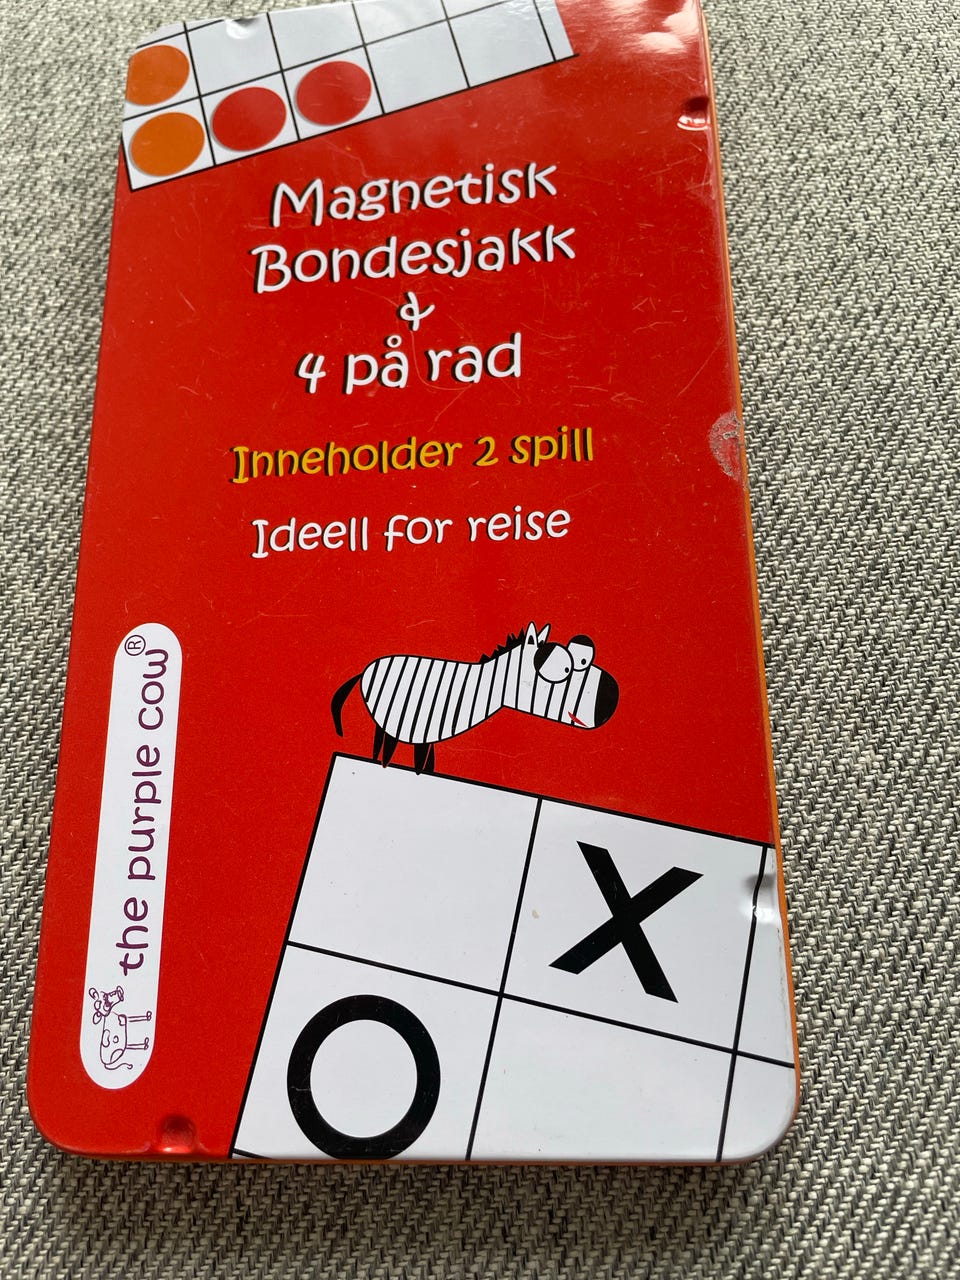 Magnetisk
Bondesjakk
&
4 på rad
Inneholder 2 spill
Ideell for reise
the purple cow®
X
O